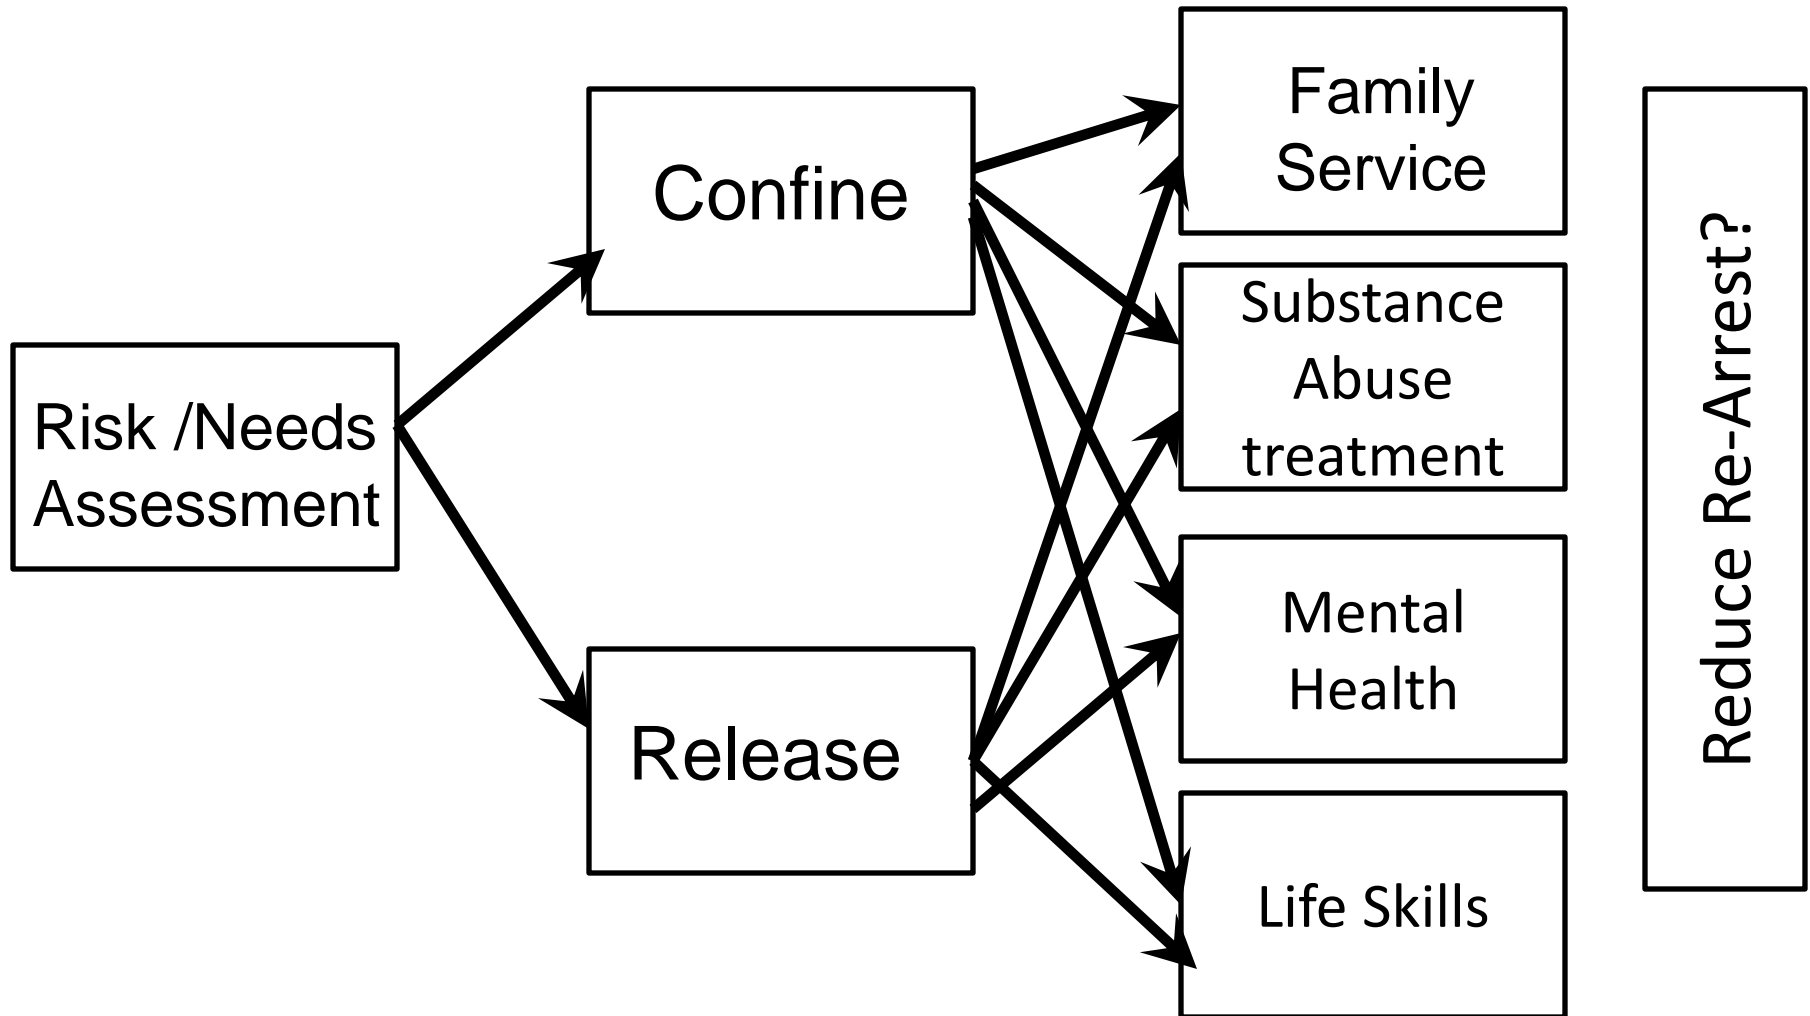 Risk /Needs
Assessment
Confine
Release
Family
Service
Substance
Abuse
treatment
Mental
Health
Life Skills
Reduce Re-Arrest?